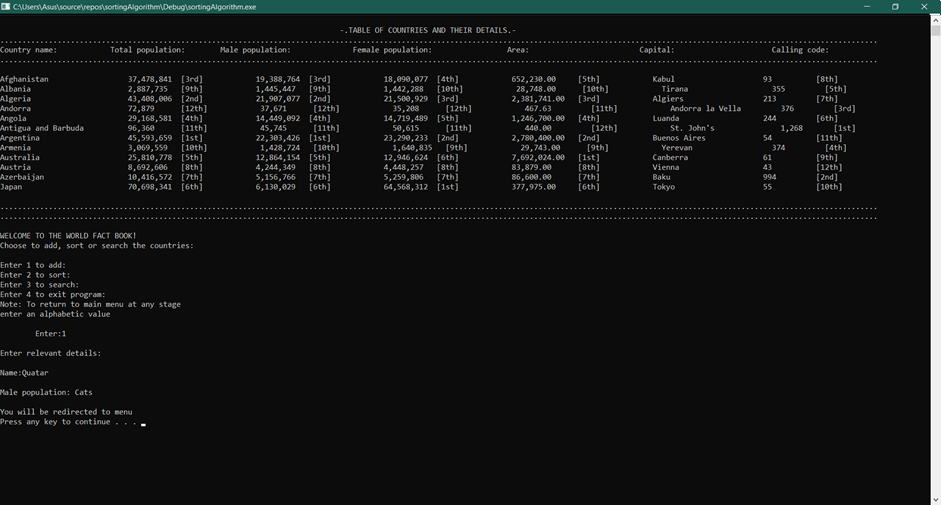 C:\Users\Asus\source\repos\sortingAlgorithm\Debug\sortingAlgorithm.exe
-.TABLE OF COUNTRIES AND THEIR DETAILS.-
Country name: Total population: Male population: Female population: Area: Capital: Calling code:
Afghanistan 37,478,841 [3rd] 19,388,764 [3rd] 18,090,077 [4th] 652,230.00 [5th] Kabul 93 [8th]
Albania 2,887,735 [9th] 1,445,447 [9th] 1,442,288 [10th] 28,748.00 [10th] Tirana 355 [5th]
Algeria 43,408,006 [2nd] 21,907,077 [2nd] 21,500,929 [3rd] 2,381,741.00 [3rd] Algiers 213 [7th]
Andorra 72,879 [12th] 37,671 [12th] 35,208 [12th] 467.63 [11th] Andorra la Vella 376 [3rd]
Angola 29,168,581 [4th] 14,449,092 [4th] 14,719,489 [5th] 1,246,700.00 [4th] Luanda 244 [6th]
Antigua and Barbuda 96,360 [11th] 45,745 [11th] 50,615 [11th] 440.00 [12th] St. John's 1,268 [1st]
Argentina 45,593,659 [1st] 22,303,426 [1st] 23,290,233 [2nd] 2,780,400.00 [2nd] Buenos Aires 54 [11th]
Armenia 3,069,559 [10th] 1,428,724 [10th] 1,640,835 [9th] 29,743.00 [9th] Yerevan 374 [4th]
Australia 25,810,778 [5th] 12,864,154 [5th] 12,946,624 [6th] 7,692,024.00 [1st] Canberra 61 [9th]
Austria 8,692,606 [8th] 4,244,349 [8th] 4,448,257 [8th] 83,879.00 [8th] Vienna 43 [12th]
Azerbaijan 10,416,572 [7th] 5,156,766 [7th] 5,259,806 [7th] 86,600.00 [7th] Baku 994 [2nd]
Japan 70,698,341 [6th] 6,130,029 [6th] 64,568,312 [1st] 377,975.00 [6th] Tokyo 55 [10th]
WELCOME TO THE WORLD FACT BOOK!
Choose to add, sort or search the countries:
Enter 1 to add:
Enter 2 to sort:
Enter 3 to search:
Enter 4 to exit program:
Note: To return to main menu at any stage
enter an alphabetic value
Enter:1
Enter relevant details:
Name:Quatar
Male population: Cats
You will be redirected to menu
Press any key to continue . . .